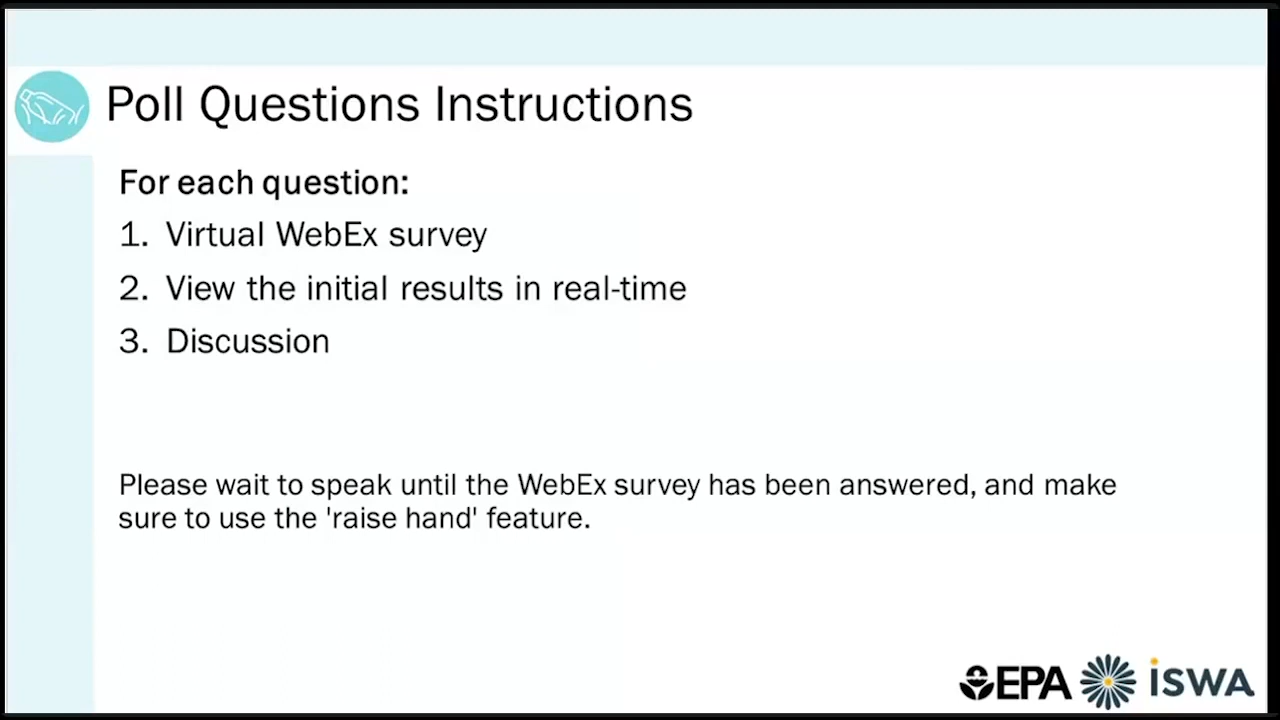 Poll Questions Instructions
For each question:
1. Virtual WebEx survey
2. View the initial results in real-time
3. Discussion
Please wait to speak until the WebEx survey has been answered, and make
sure to use the 'raise hand' feature.
EPA iSWA